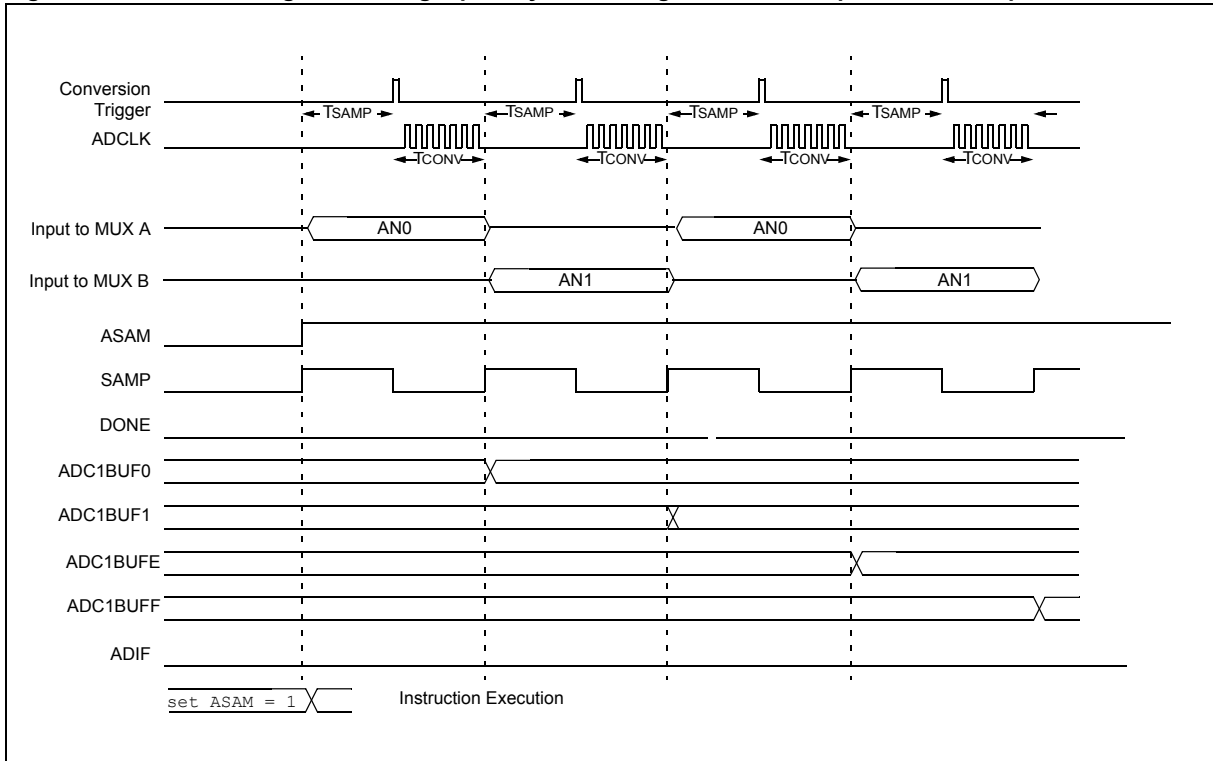 Conversion
Trigger
TSAMP
TSAMP
TSAMP
TSAMP
ADCLK
TCONV
TCONV
TCONV
TCONV
Input to MUX A
AN0
AN0
Input to MUX B
AN1
AN1
ASAM
SAMP
DONE
ADC1BUF0
ADC1BUF1
ADC1BUFE
ADC1BUFF
ADIF
set ASAM = 1
Instruction Execution